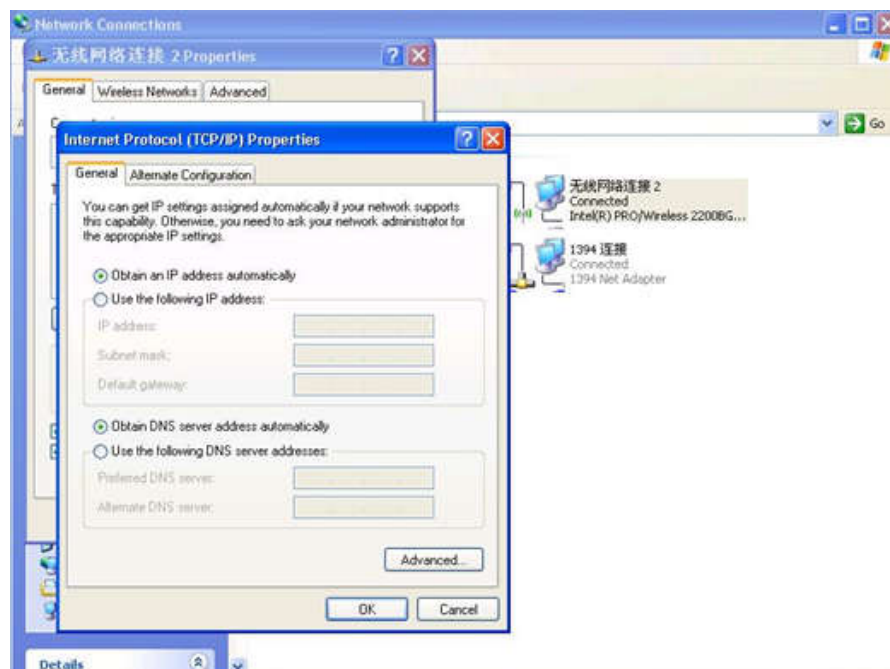 Network Connections
无线网络连接 2 Properties
General Wireless Networks Advanced
Go
Internet Protocol (TCP/IP) Properties
General Alternate Configuration
You can get IP settings assigned automatically if your network supports
this capability. Otherwise, you need to ask your network administrator for
the appropriate IP settings.
Obtain an IP address automatically
Use the following IP address:
IP address:
Subnet mask:
Default gateway:
Obtain DNS server address automatically
Use the following DNS server addresses:
Preferred DNS server:
Alternate DNS server:
Advanced...
OK Cancel
无线网络连接 2
Connected
Intel(R) PRO/Wireless 2200BG...
1394 连接
Connected
1394 Net Adapter
Details